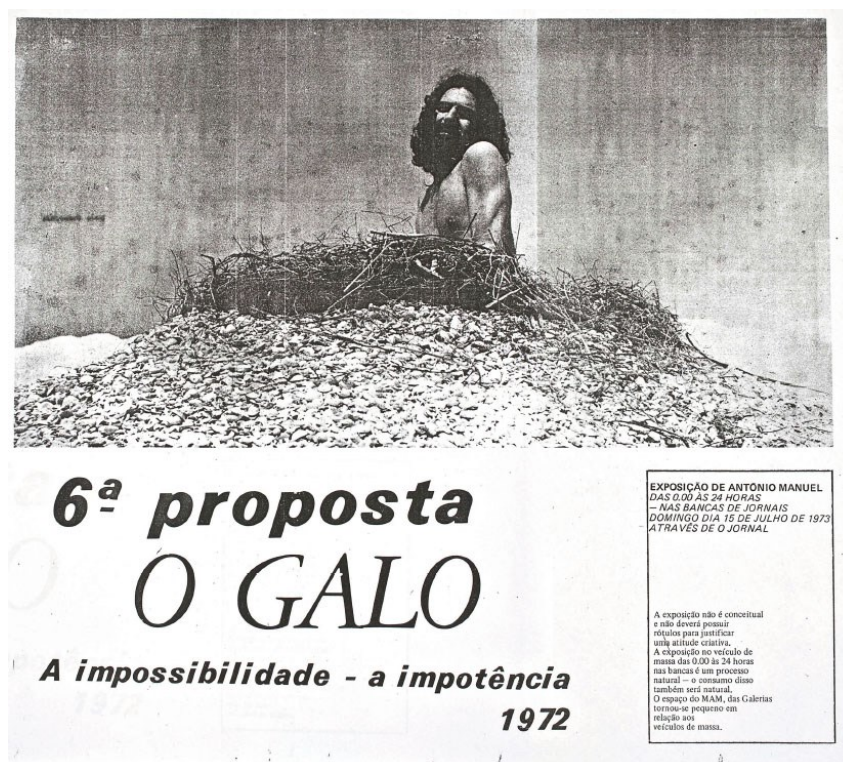 6ª proposta
O GALO
A impossibilidade - a impotência
1972
EXPOSIÇÃO DE ANTÔNIO MANUEL
DAS 0.00 ÀS 24 HORAS
— NAS BANCAS DE JORNAIS
DOMINGO DIA 15 DE JULHO DE 1973
ATRAVÉS DE O JORNAL
A exposição não é conceitual
e não deverá possuir
rótulos para justificar
uma atitude criativa.
A exposição no veículo de
massa das 0.00 às 24 horas
nas bancas é um processo
natural — o consumo disso
também será natural.
O espaço do MAM, das Galerias
tornou-se pequeno em
relação aos
veículos de massa.